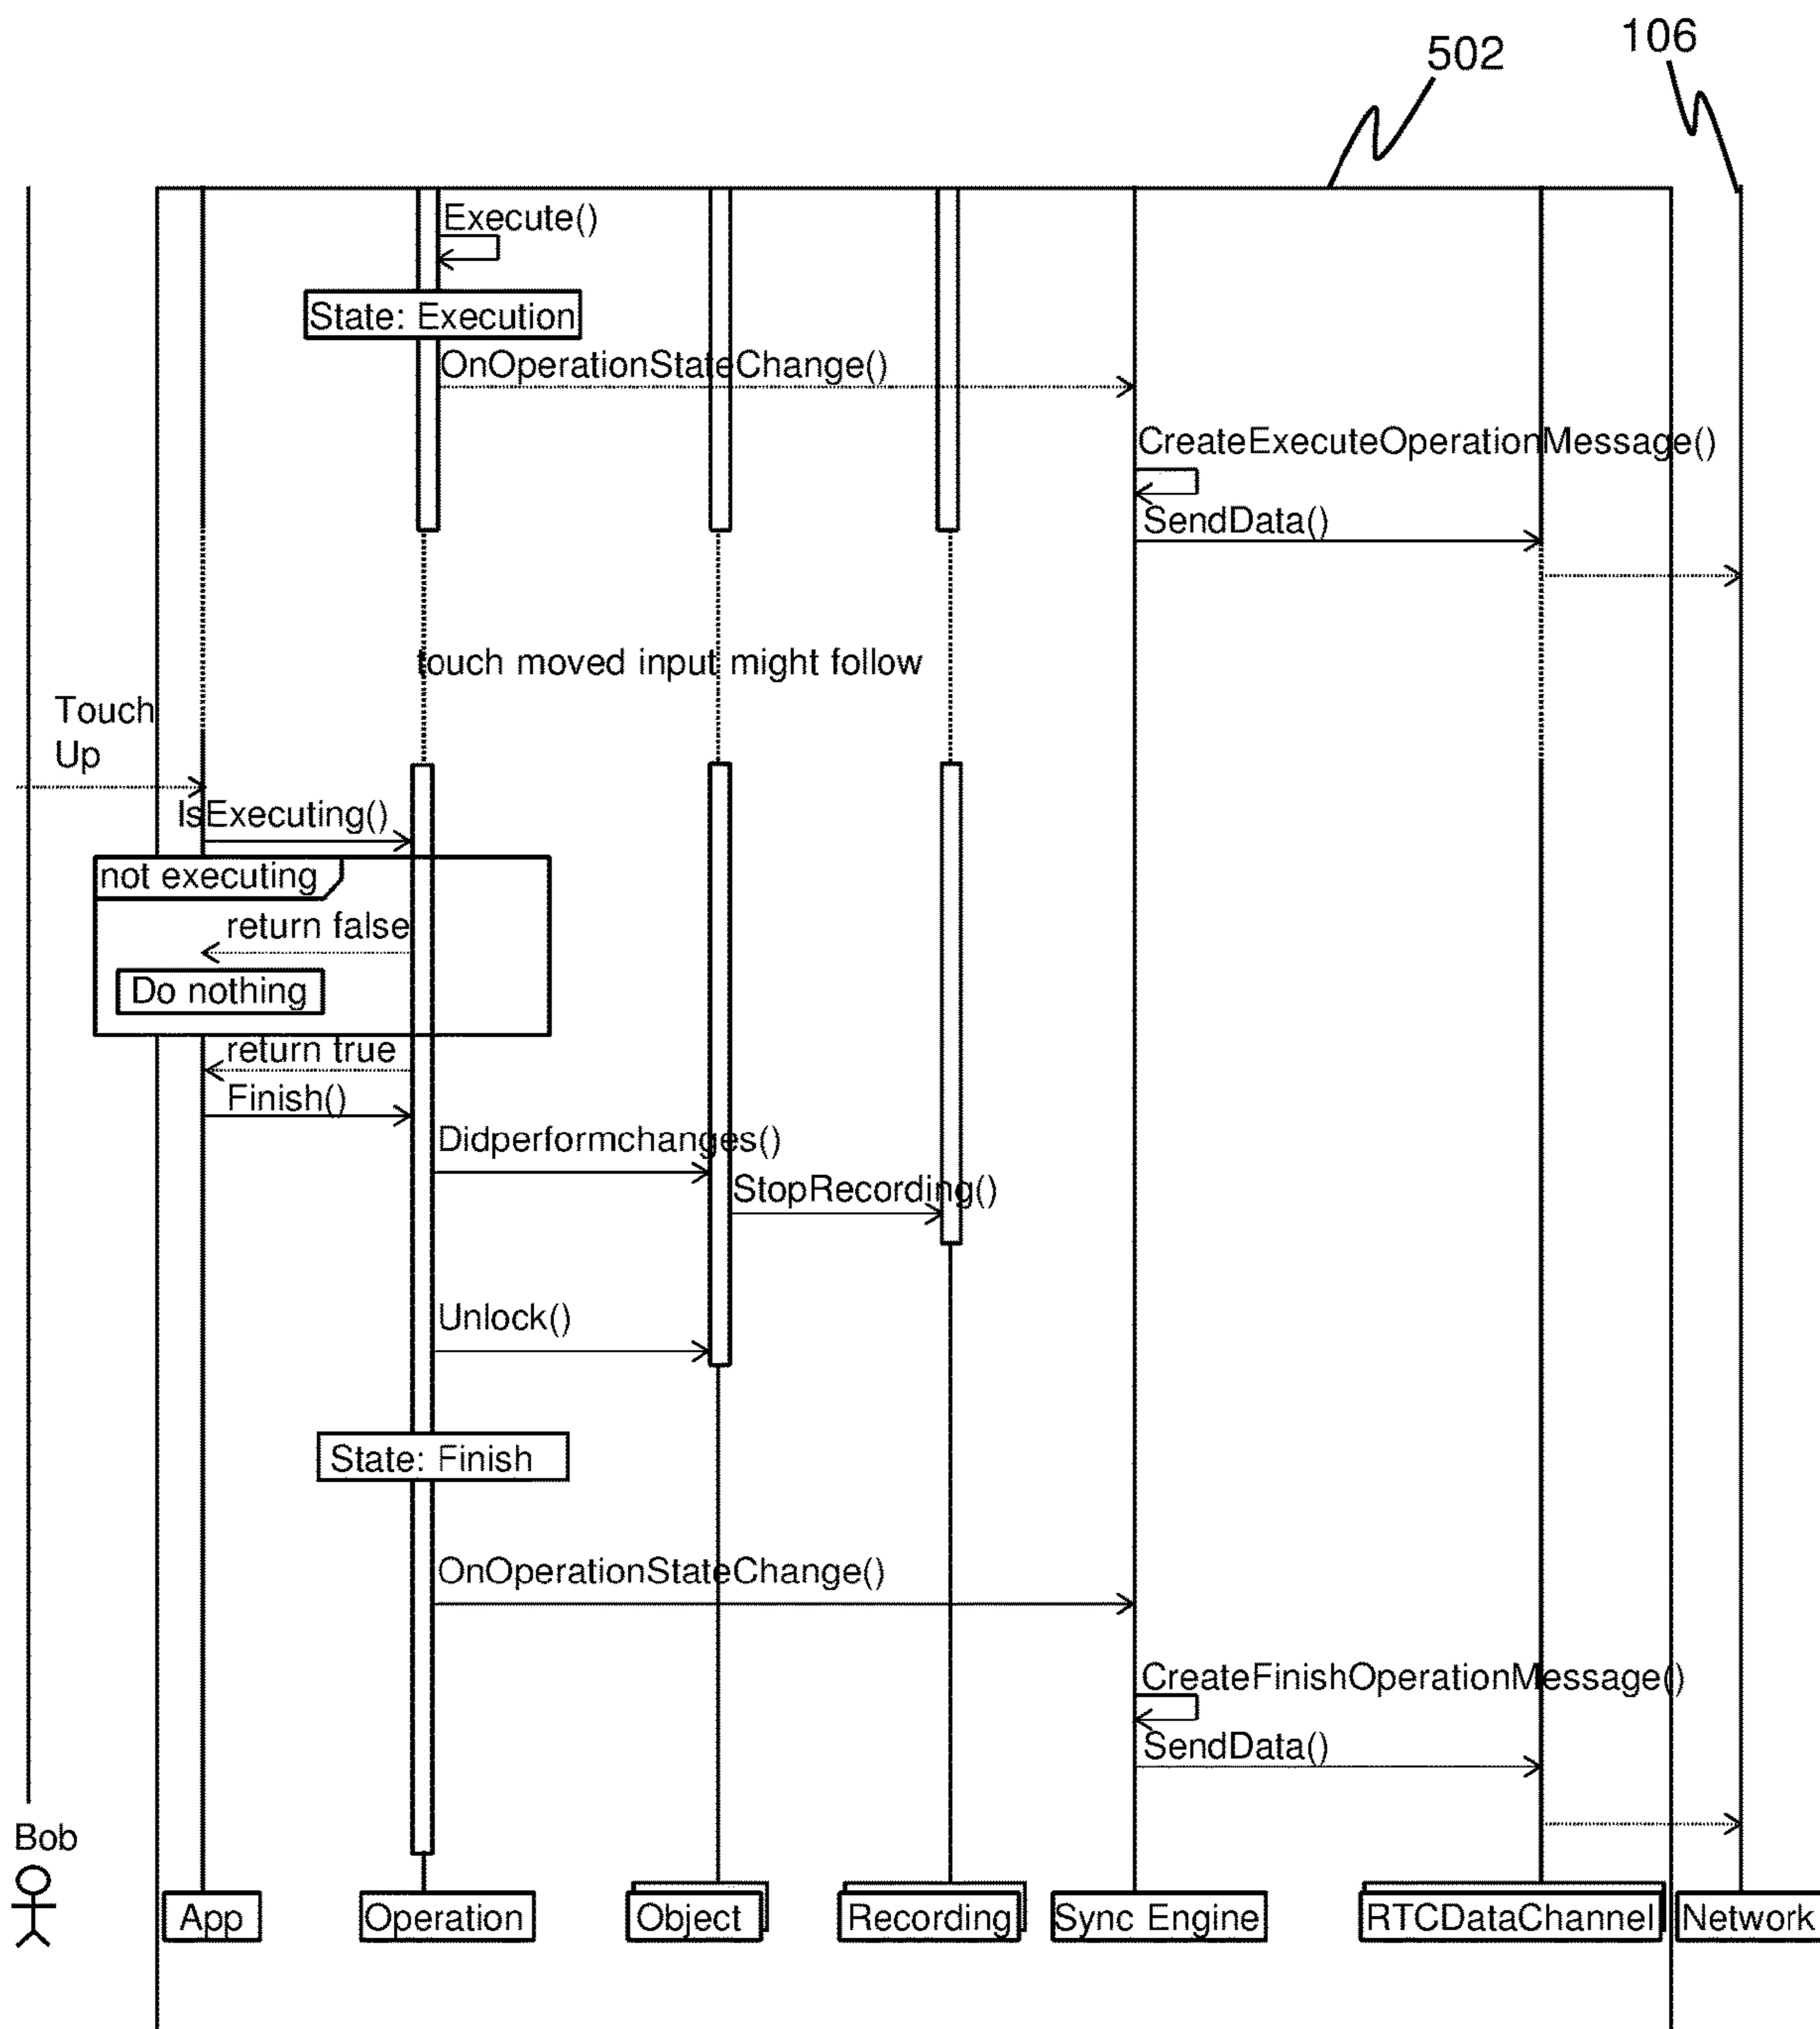 502
106
Execute()
State: Execution
OnOperationStateChange()
CreateExecuteOperationMessage()
SendData()
touch moved input might follow
Touch
Up
IsExecuting()
not executing
return false
Do nothing
return true
Finish()
Didperformchanges()
StopRecording()
Unlock()
State: Finish
OnOperationStateChange()
CreateFinishOperationMessage()
SendData()
Bob
App
Operation
Object
Recording
Sync Engine
RTCDataChannel
Network